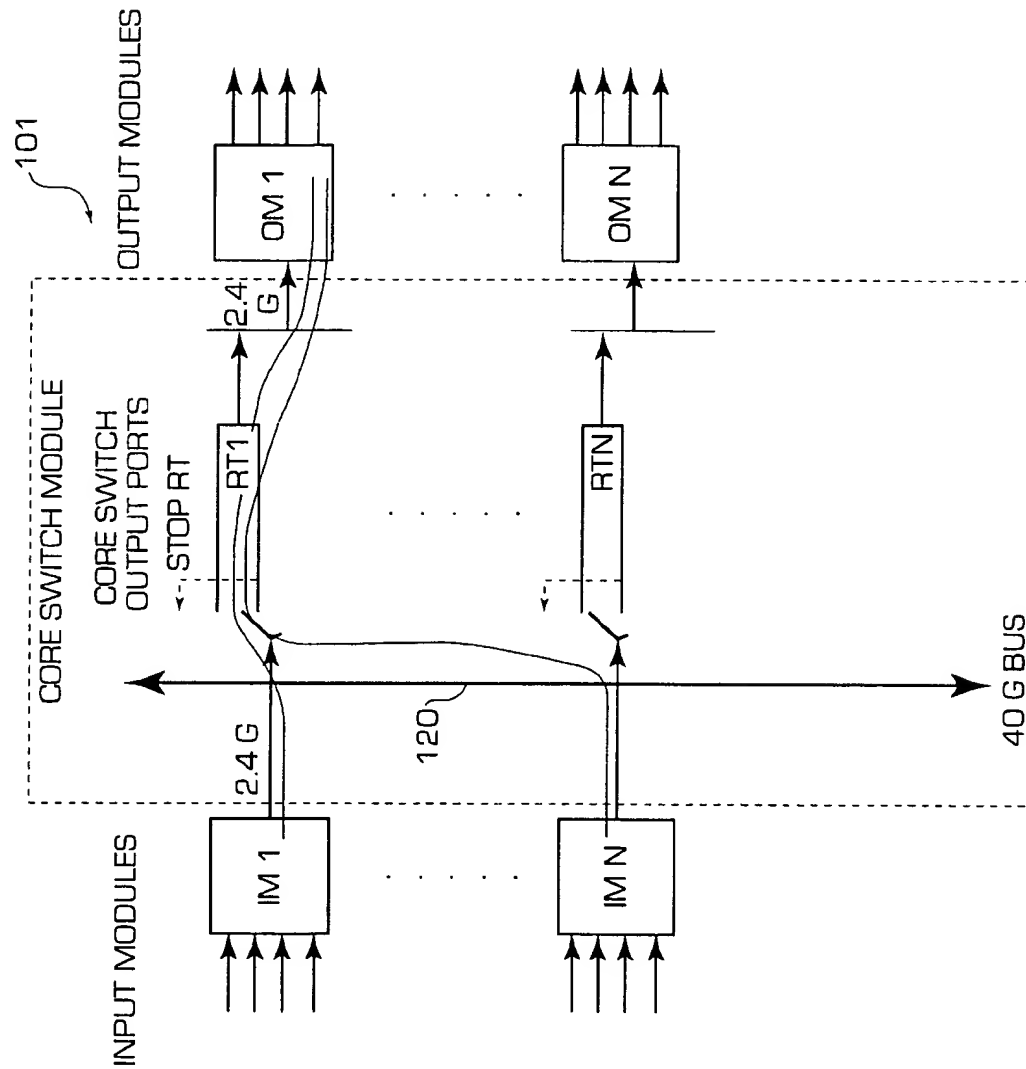 101
INPUT MODULES
CORE SWITCH MODULE
OUTPUT MODULES
CORE SWITCH
OUTPUT PORTS
STOP RT
IM 1
2.4 G
RT1
2.4
G
OM 1
120
IM N
RTN
OM N
40 G BUS